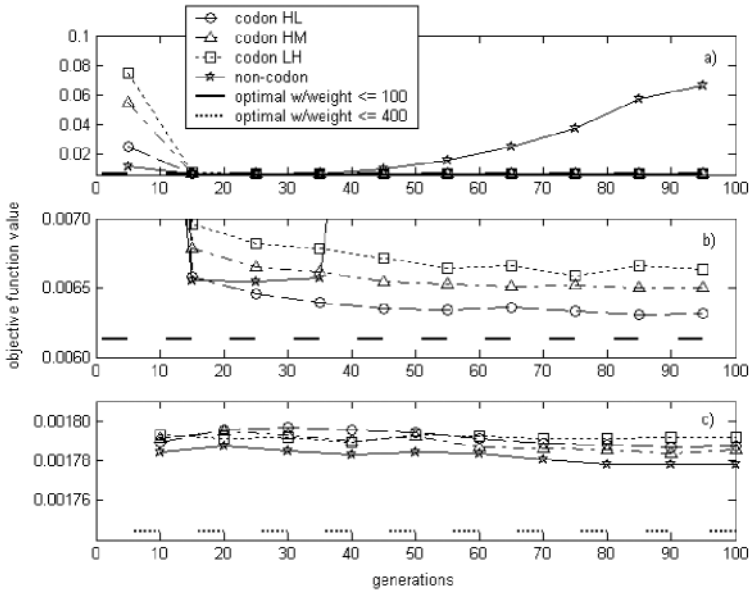 codon HL
codon HM
codon LH
non-codon
optimal w/weight <= 100
optimal w/weight <= 400
0.1
0.08
0.06
0.04
0.02
a)
0 10 20 30 40 50 60 70 80 90 100
objective function value
0.0070
0.0065
0.0060
b)
0 10 20 30 40 50 60 70 80 90 100
0.00180
0.00178
0.00176
c)
0 10 20 30 40 50 60 70 80 90 100
generations